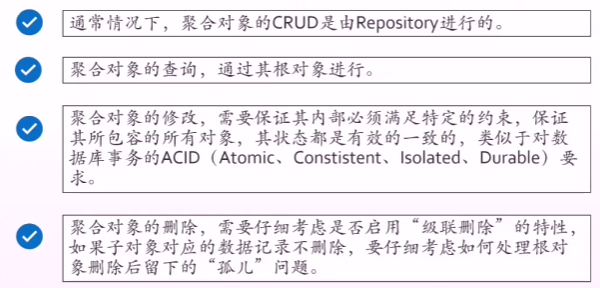 通常情况下，聚合对象的CRUD是由Repository进行的。
聚合对象的查询，通过其根对象进行。
聚合对象的修改，需要保证其内部必须满足特定的约束，保证
其所包容的所有对象，其状态都是有效的一致的，类似于对数
据库事务的ACID（Atomic、Constistent、Isolated、Durable）要
求。
聚合对象的删除，需要仔细考虑是否启用“级联删除”的特性，
如果子对象对应的数据记录不删除，要仔细考虑如何处理根对
象删除后留下的“孤儿”问题。